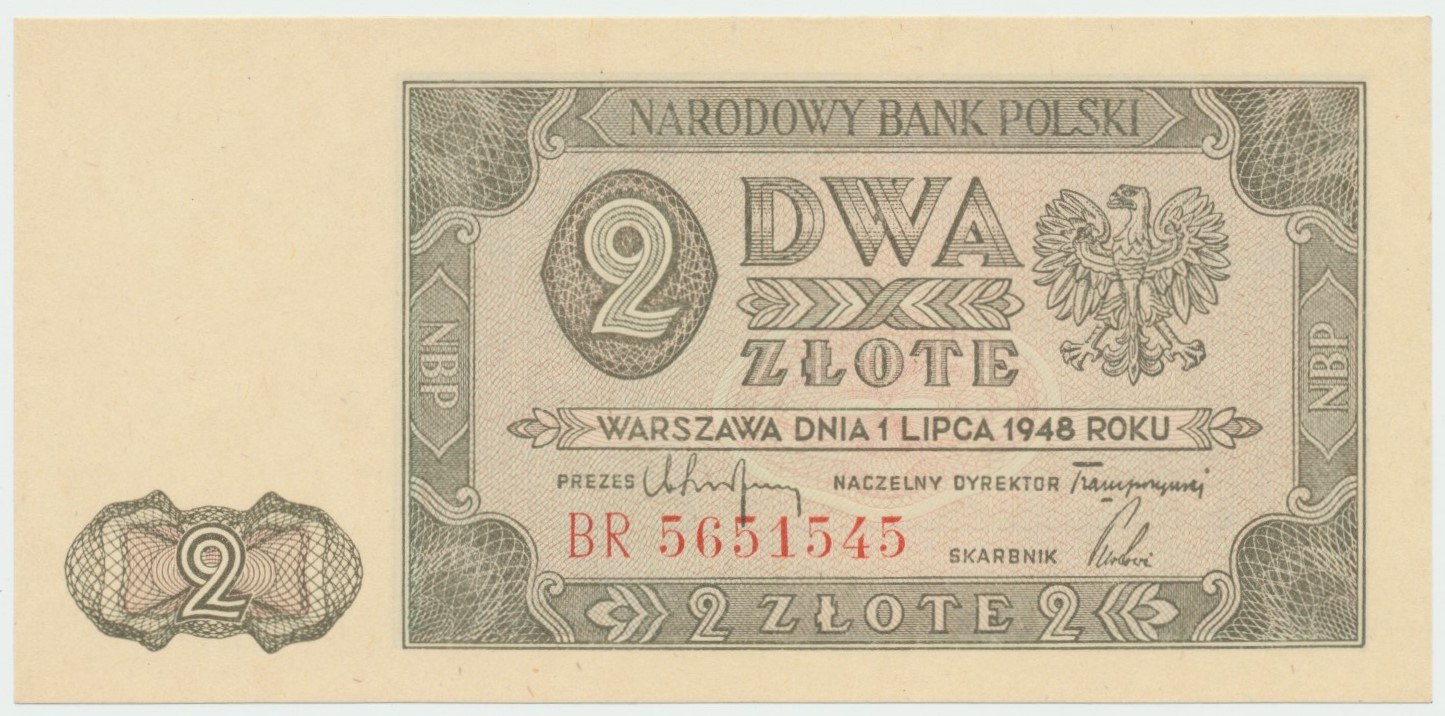 NARODOWY BANK POLSKI
2
DWA
ZŁOTE
NBP
NBP
WARSZAWA DNIA 1 LIPCA 1948 ROKU
PREZES NACZELNY DYREKTOR
BR 5651545
SKARBNIK
2
2 ZŁOTE 2